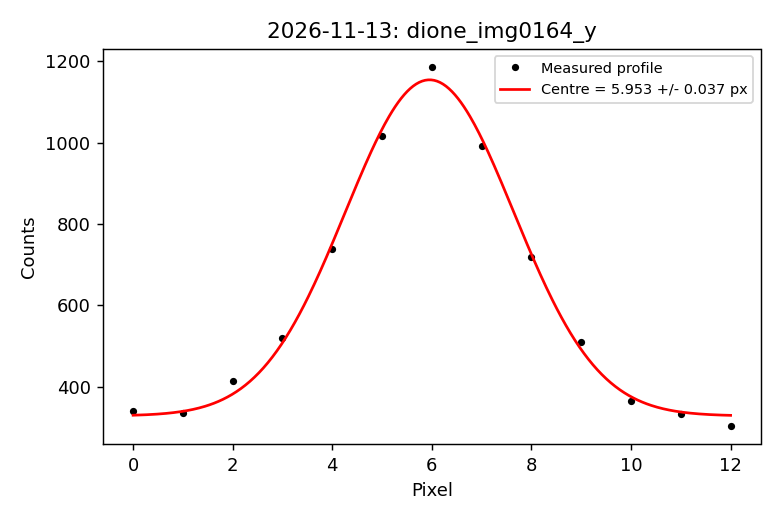 2026-11-13: dione_img0164_y
1200
1000
800
600
400
Counts
Measured profile
Centre = 5.953 +/- 0.037 px
0 2 4 6 8 10 12
Pixel